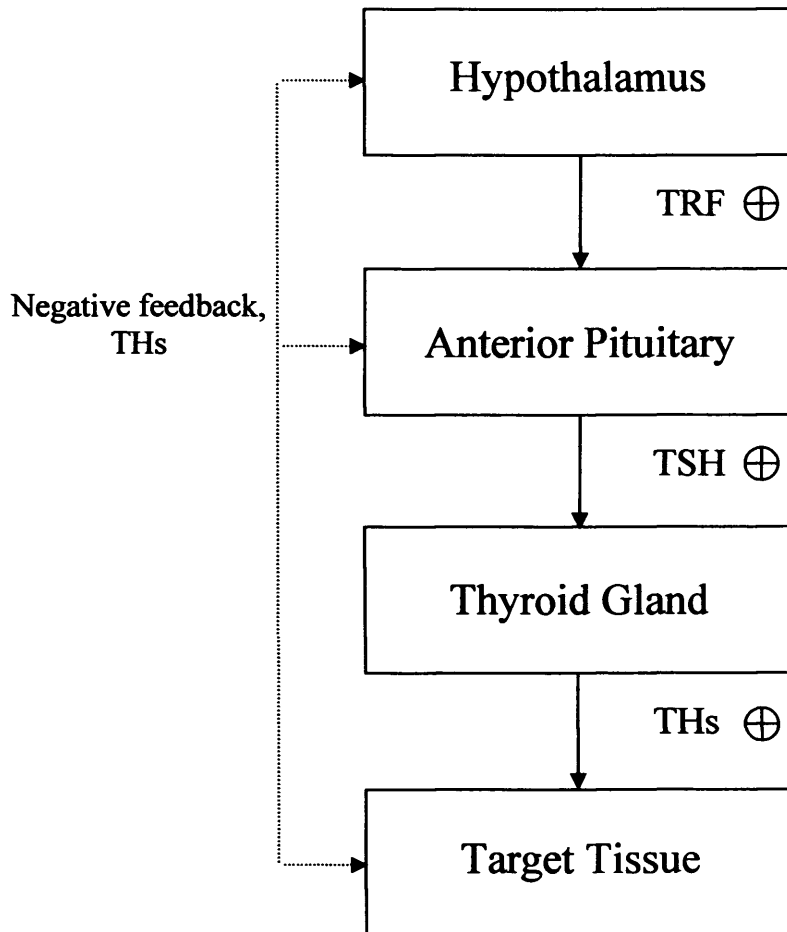 Hypothalamus
TRF ⊕
Negative feedback,
THs
Anterior Pituitary
TSH ⊕
Thyroid Gland
THs ⊕
Target Tissue